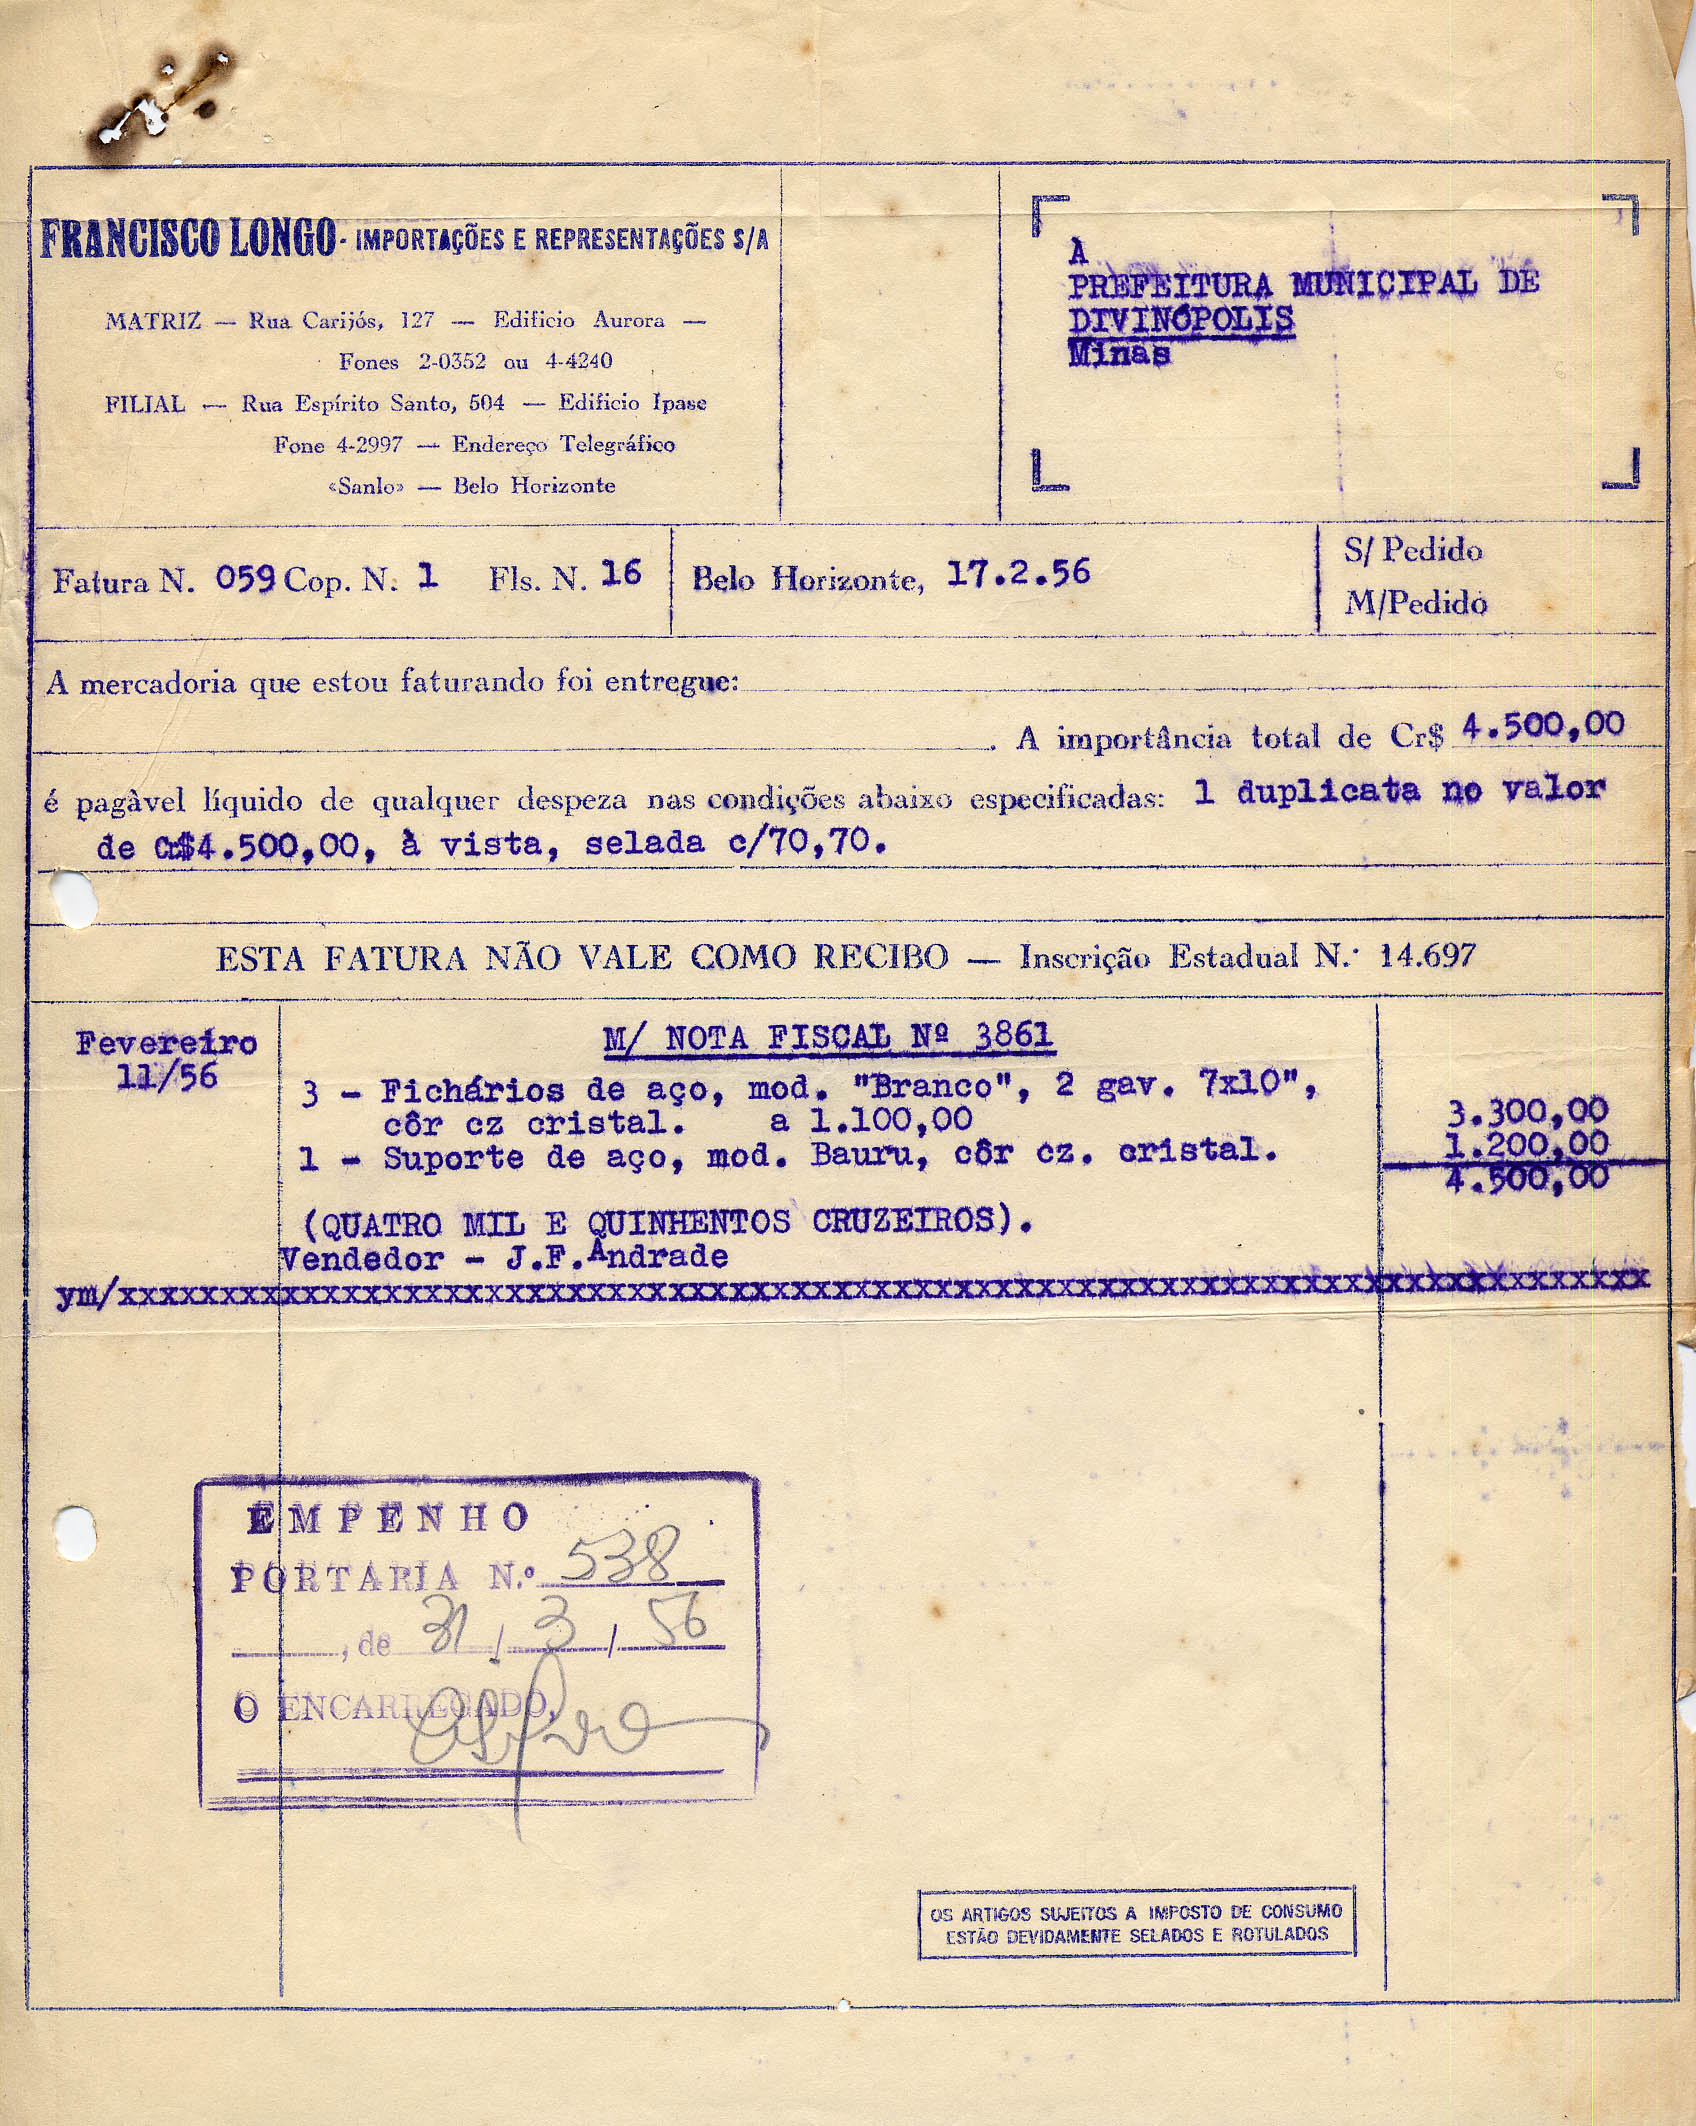 FRANCISCO LONGO - IMPORTAÇÕES E REPRESENTAÇÕES S/A
MATRIZ — Rua Carijós, 127 — Edificio Aurora —
Fones 2-0352 ou 4-4240
FILIAL — Rua Espírito Santo, 504 — Edificio Ipase
Fone 4-2997 — Endereço Telegráfico
«Sanlo» — Belo Horizonte
A
PREFEITURA MUNICIPAL DE
DIVINÓPOLIS
Minas
Fatura N. 059 Cop. N. 1 Fls. N. 16
Belo Horizonte, 17.2.56
S/ Pedido
M/Pedido
A mercadoria que estou faturando foi entregue:
. A importância total de Cr$ 4.500,00
é pagàvel líquido de qualquer despeza nas condições abaixo especificadas: 1 duplicata no valor
de Cr$4.500,00, à vista, selada c/70,70.
ESTA FATURA NÃO VALE COMO RECIBO — Inscrição Estadual N.· 14.697
Fevereiro
11/56
M/ NOTA FISCAL Nº 3861
3 - Fichários de aço, mod. "Branco", 2 gav. 7x10",
côr cz cristal. a 1.100,00 3.300,00
1 - Suporte de aço, mod. Bauru, côr cz. cristal. 1.200,00
4.500,00
(QUATRO MIL E QUINHENTOS CRUZEIROS).
Vendedor - J.F.Andrade
ym/xxxxxxxxxxxxxxxxxxxxxxxxxxxxxxxxxxxxxxxxxxxxxxxxxxxxxxxxxxxxxxxxxxxxxxxxxx
EMPENHO
PORTARIA N.º 538
, de 31 / 3 / 56
O ENCARREGADO,
OS ARTIGOS SUJEITOS A IMPOSTO DE CONSUMO
ESTÃO DEVIDAMENTE SELADOS E ROTULADOS